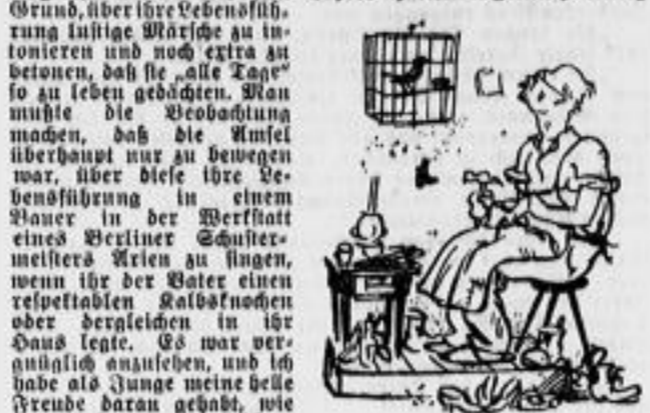 Grund, über ihre Lebensfüh-
rung lustige Märsche zu in-
tonieren und noch extra zu
betonen, daß sie „alle Tage“
so zu leben gedächten. Man
mußte die Beobachtung
machen, daß die Amsel
überhaupt nur zu bewegen
war, über diese ihre Le-
bensführung in einem
Bauer in der Werkstatt
eines Berliner Schuster-
meisters Arien zu singen,
wenn ihr der Vater einen
respektablen Kalbsknochen
oder dergleichen in ihr
Haus legte. Es war ver-
gnüglich anzusehen, und ich
habe als Junge meine helle
Freude daran gehabt, wie